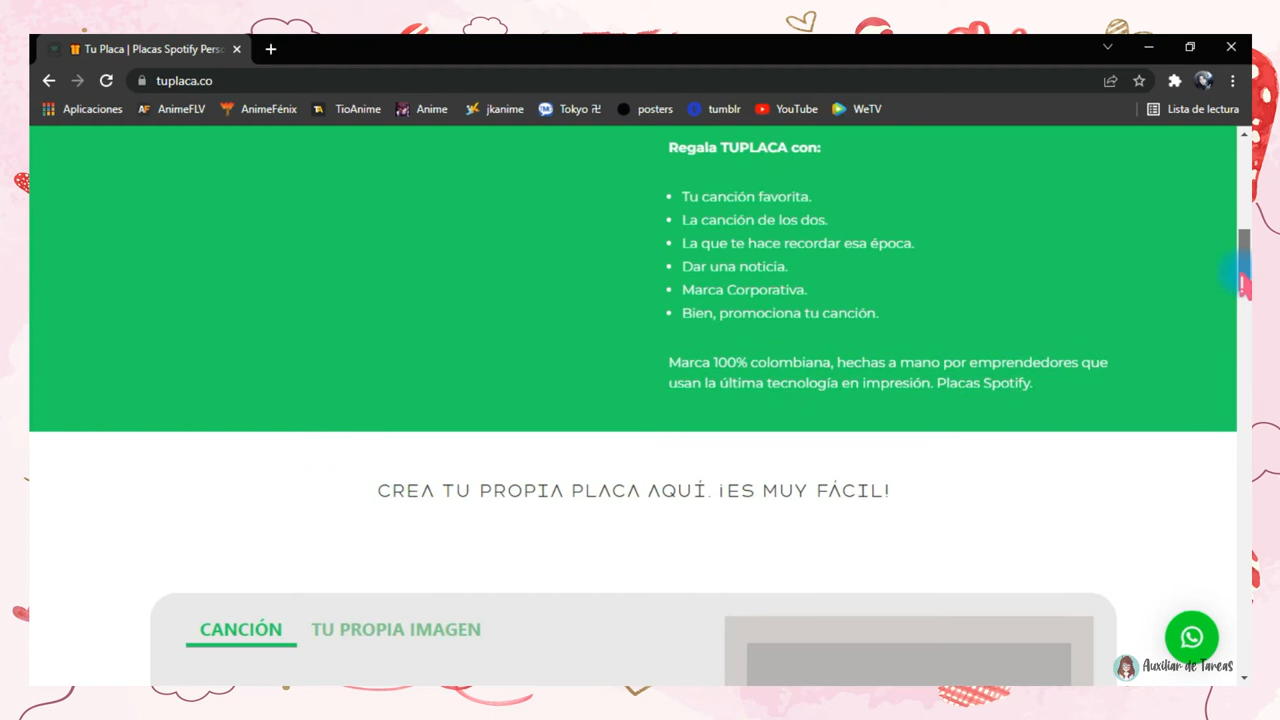 Tu Placa | Placas Spotify Perso
tuplaca.co
Aplicaciones AnimeFLV AnimeFénix TioAnime Anime jkanime Tokyo posters tumblr YouTube WeTV Lista de lectura
Regala TUPLACA con:
• Tu canción favorita.
• La canción de los dos.
• La que te hace recordar esa época.
• Dar una noticia.
• Marca Corporativa.
• Bien, promociona tu canción.
Marca 100% colombiana, hechas a mano por emprendedores que
usan la última tecnología en impresión. Placas Spotify.
CREA TU PROPIA PLACA AQUÍ. ¡ES MUY FÁCIL!
CANCIÓN TU PROPIA IMAGEN
Auxiliar de Tareas